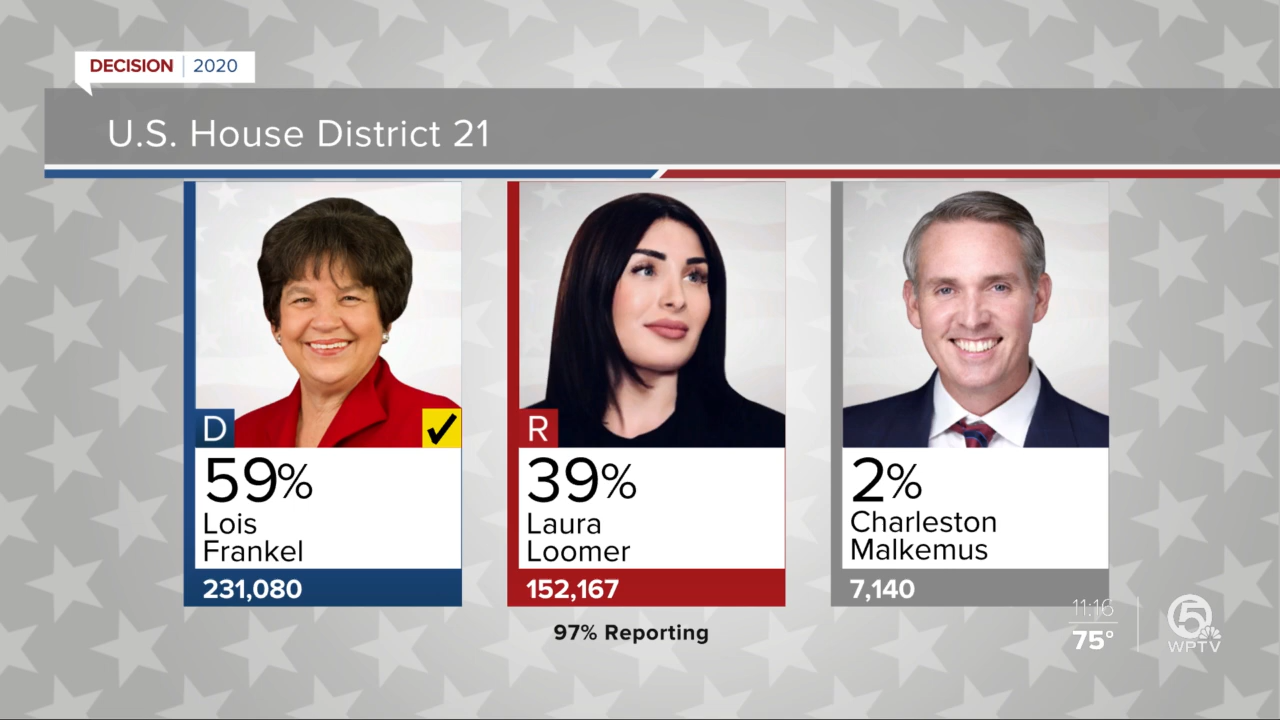 DECISION | 2020
U.S. House District 21
D
59%
Lois
Frankel
231,080
R
39%
Laura
Loomer
152,167
2%
Charleston
Malkemus
7,140
97% Reporting
11:16
75°
5
WPTV